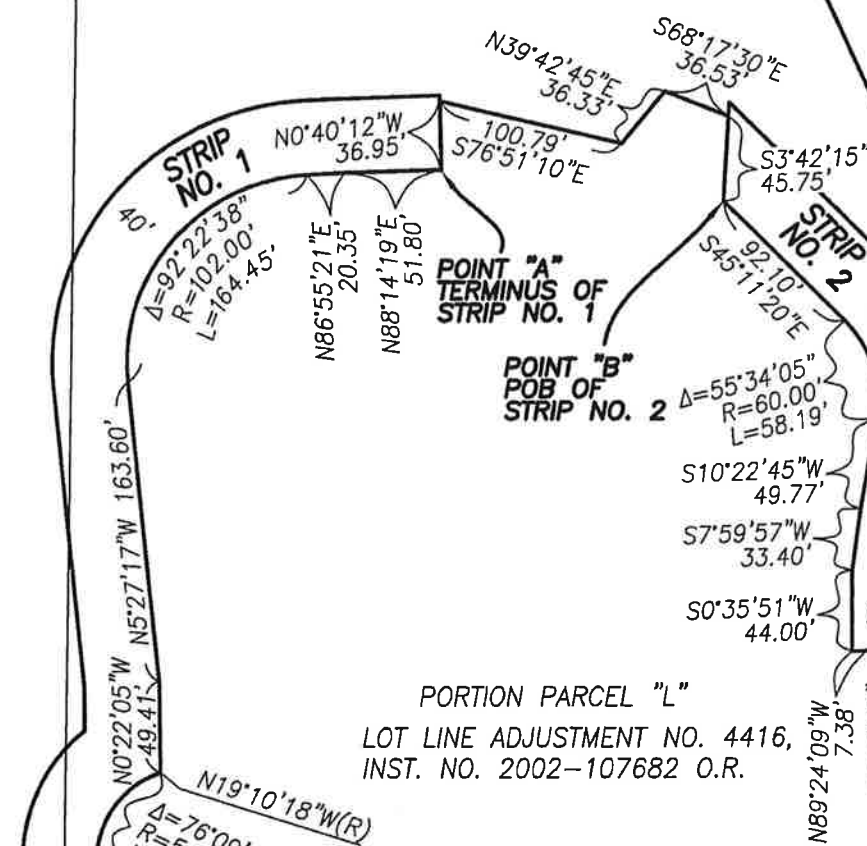 S68°17'30"E
36.53'
N39°42'45"E
36.33'
N0°40'12"W
36.95'
100.79'
S76°51'10"E
S3°42'15"
45.75'
STRIP
NO. 1
40'
Δ=92°22'38"
R=102.00'
L=164.45'
N86°55'21"E
20.35'
N88°14'19"E
51.80'
POINT "A"
TERMINUS OF
STRIP NO. 1
STRIP
NO. 2
92.10'
S45°11'20"E
POINT "B"
POB OF
STRIP NO. 2
Δ=55°34'05"
R=60.00'
L=58.19'
S10°22'45"W
49.77'
S7°59'57"W
33.40'
S0°35'51"W
44.00'
N5°27'17"W 163.60'
N0°22'05"W
49.41'
PORTION PARCEL "L"
LOT LINE ADJUSTMENT NO. 4416,
INST. NO. 2002-107682 O.R.
N89°24'09"W
7.38'
N19°10'18"W(R)
Δ=76°00'
R=5